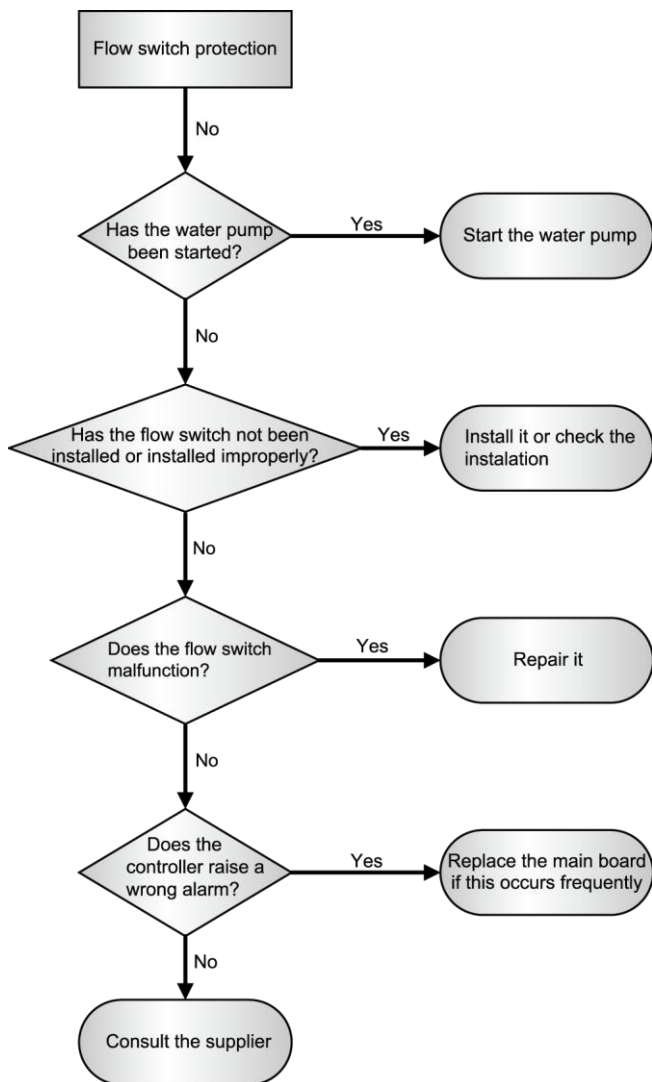 Flow switch protection
No
Has the water pump
been started?
Yes
Start the water pump
No
Has the flow switch not been
installed or installed improperly?
Yes
Install it or check the
instalation
No
Does the flow switch
malfunction?
Yes
Repair it
No
Does the
controller raise a
wrong alarm?
Yes
Replace the main board
if this occurs frequently
No
Consult the supplier